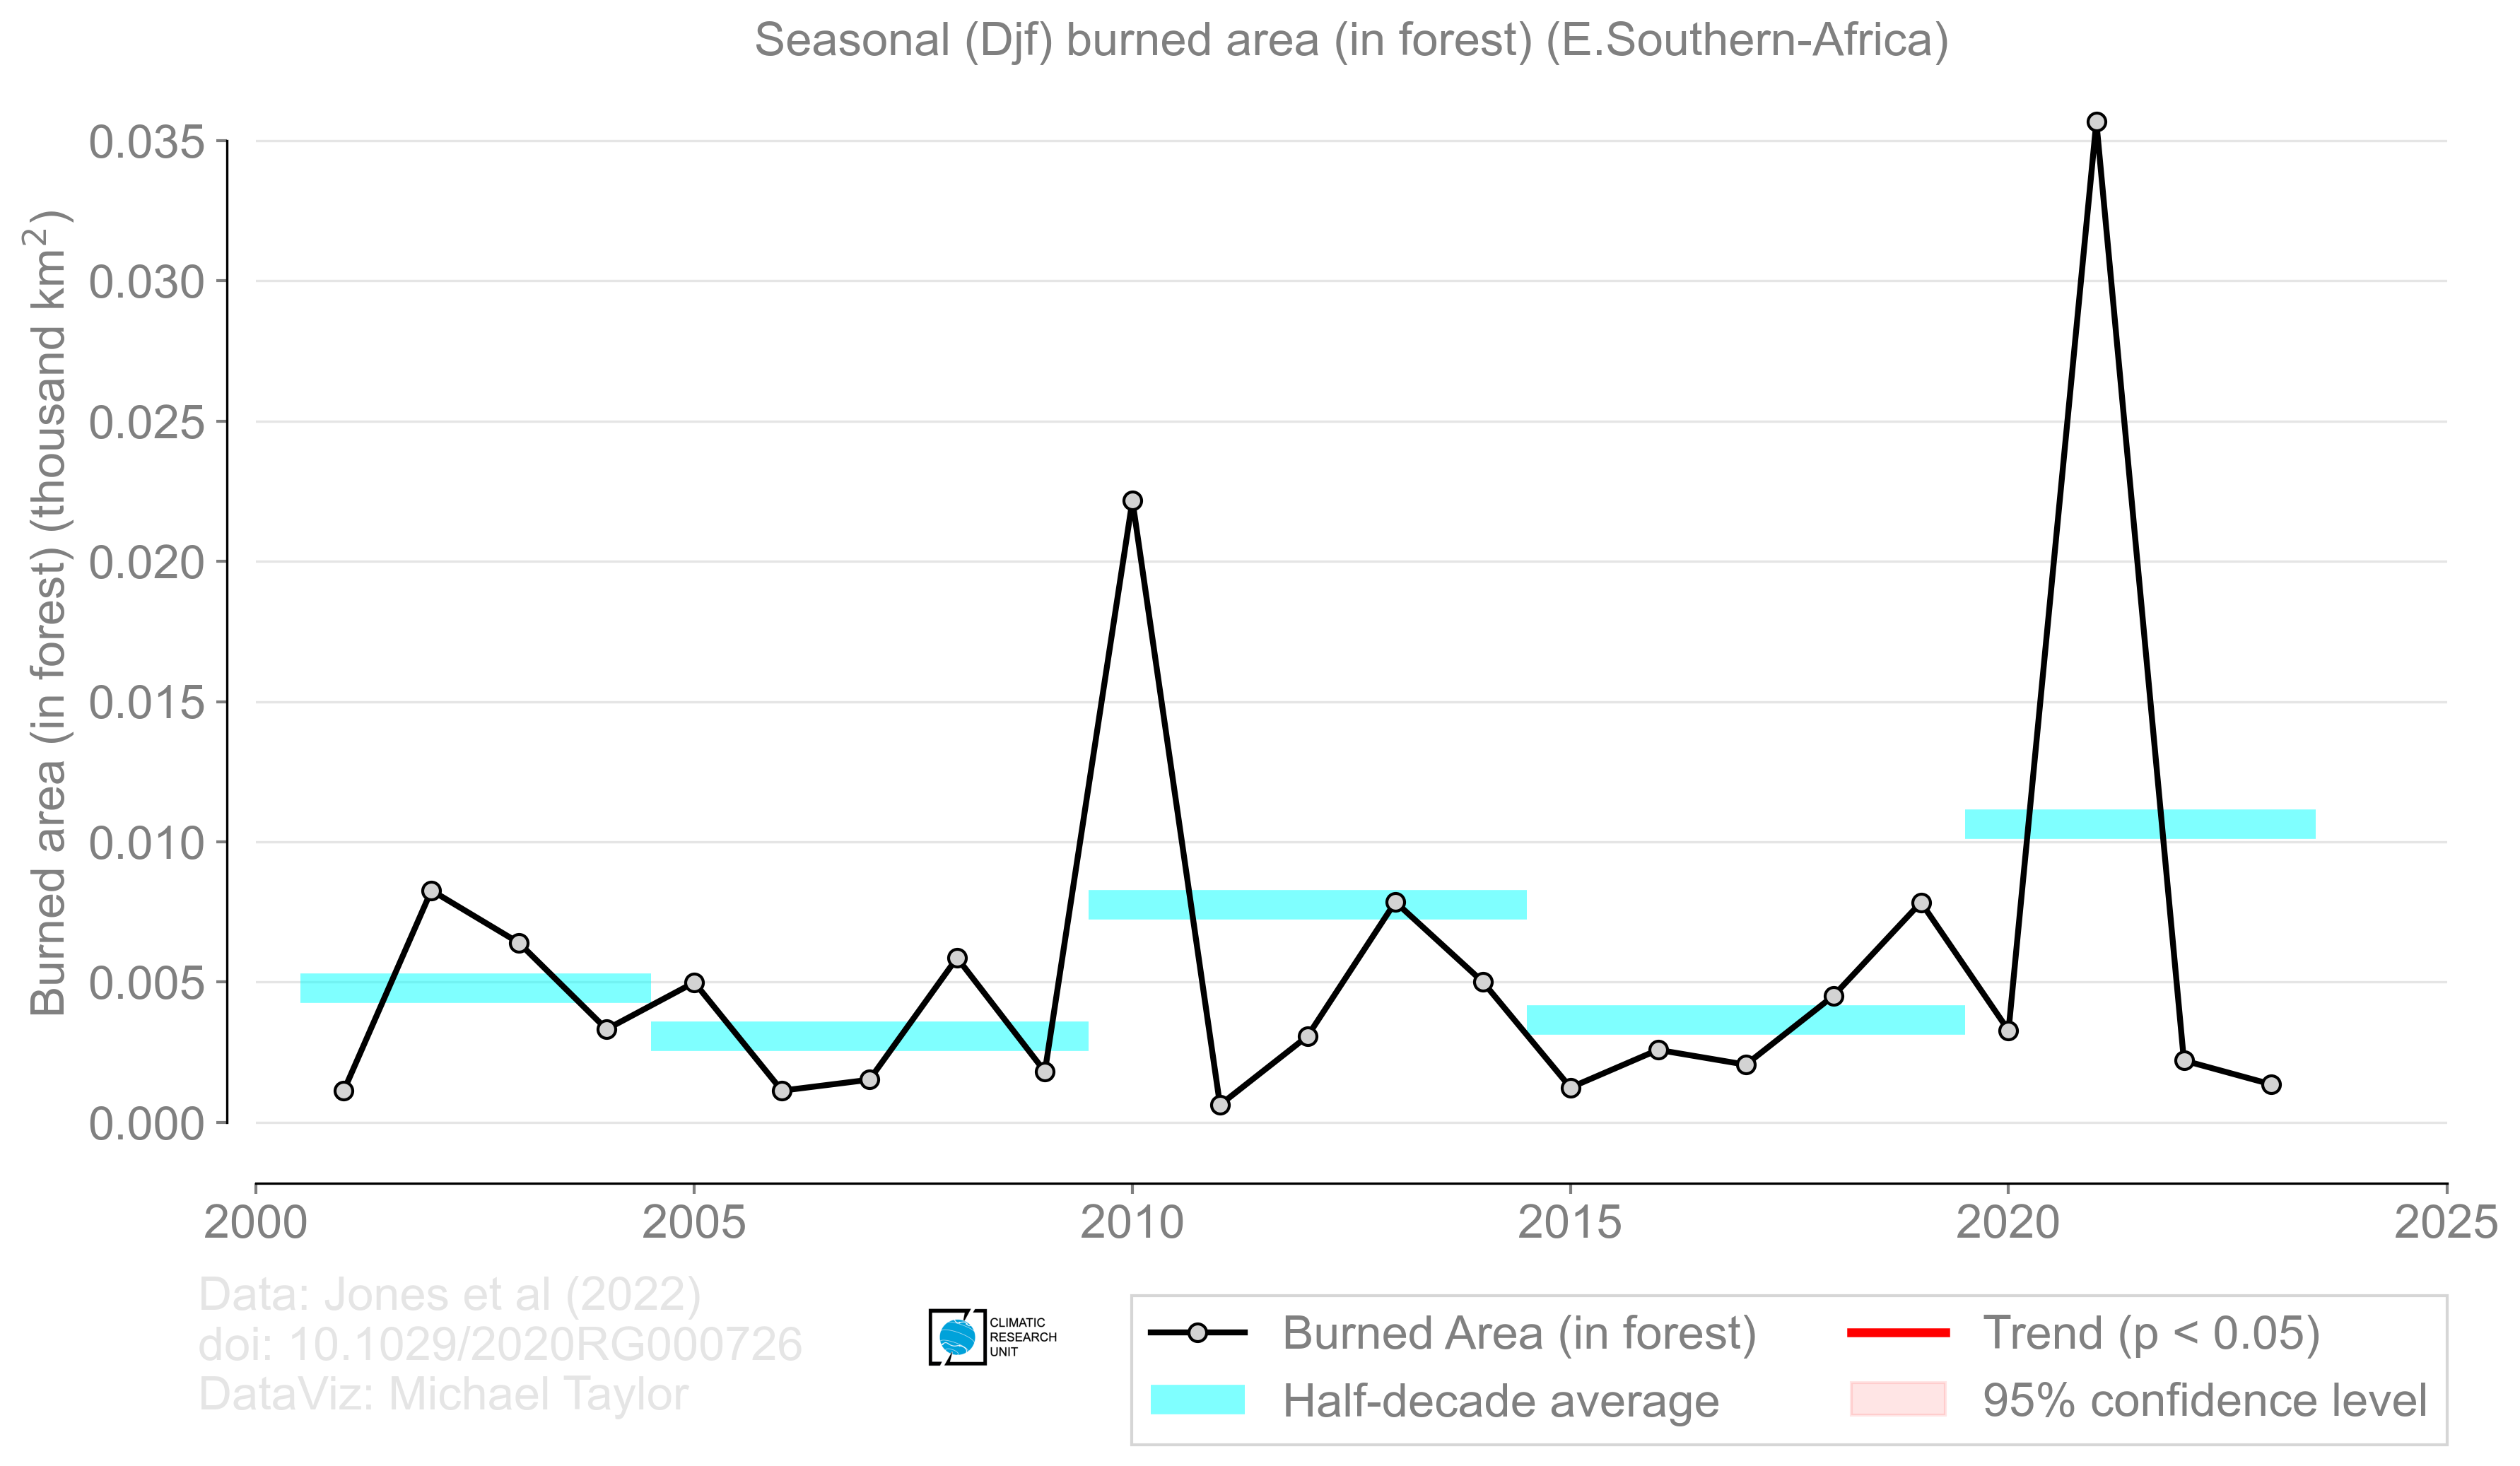 Seasonal (Djf) burned area (in forest) (E.Southern-Africa)
Burned area (in forest) (thousand km²)
0.035
0.030
0.025
0.020
0.015
0.010
0.005
0.000
2000 2005 2010 2015 2020 2025
Data: Jones et al (2022)
doi: 10.1029/2020RG000726
DataViz: Michael Taylor
CLIMATIC
RESEARCH
UNIT
Burned Area (in forest)
Half-decade average
Trend (p < 0.05)
95% confidence level